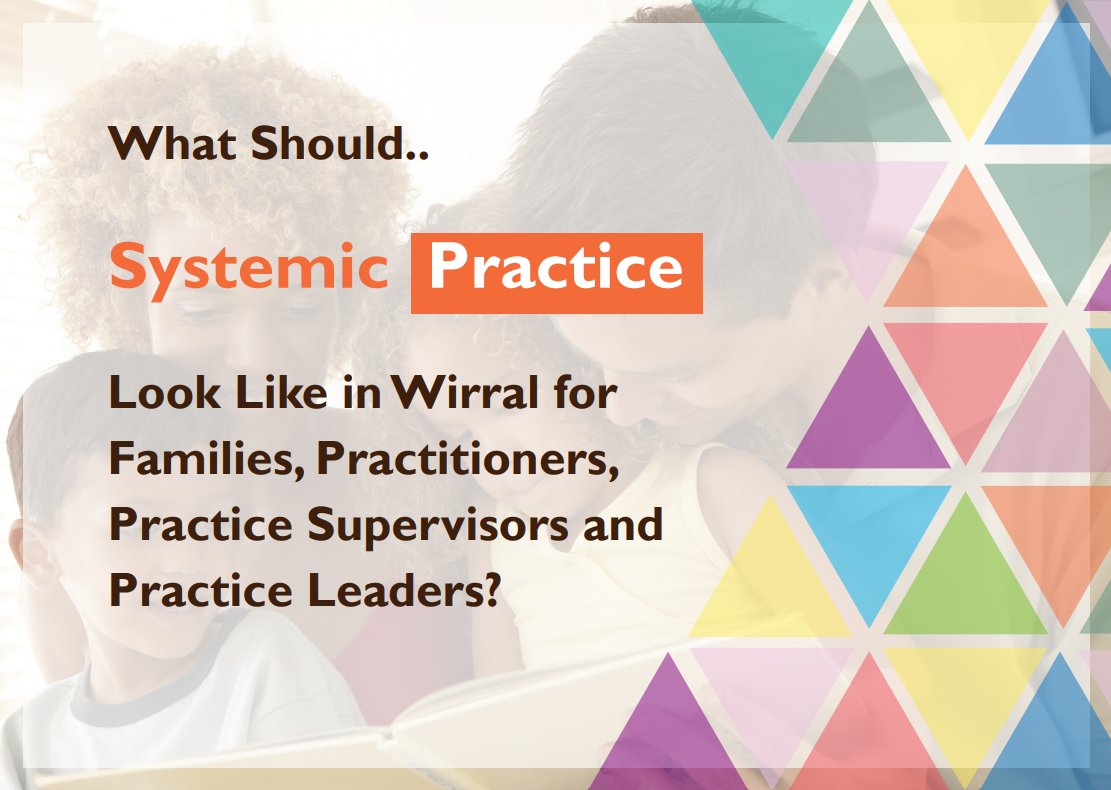 What Should..
Systemic Practice
Look Like in Wirral for
Families, Practitioners,
Practice Supervisors and
Practice Leaders?